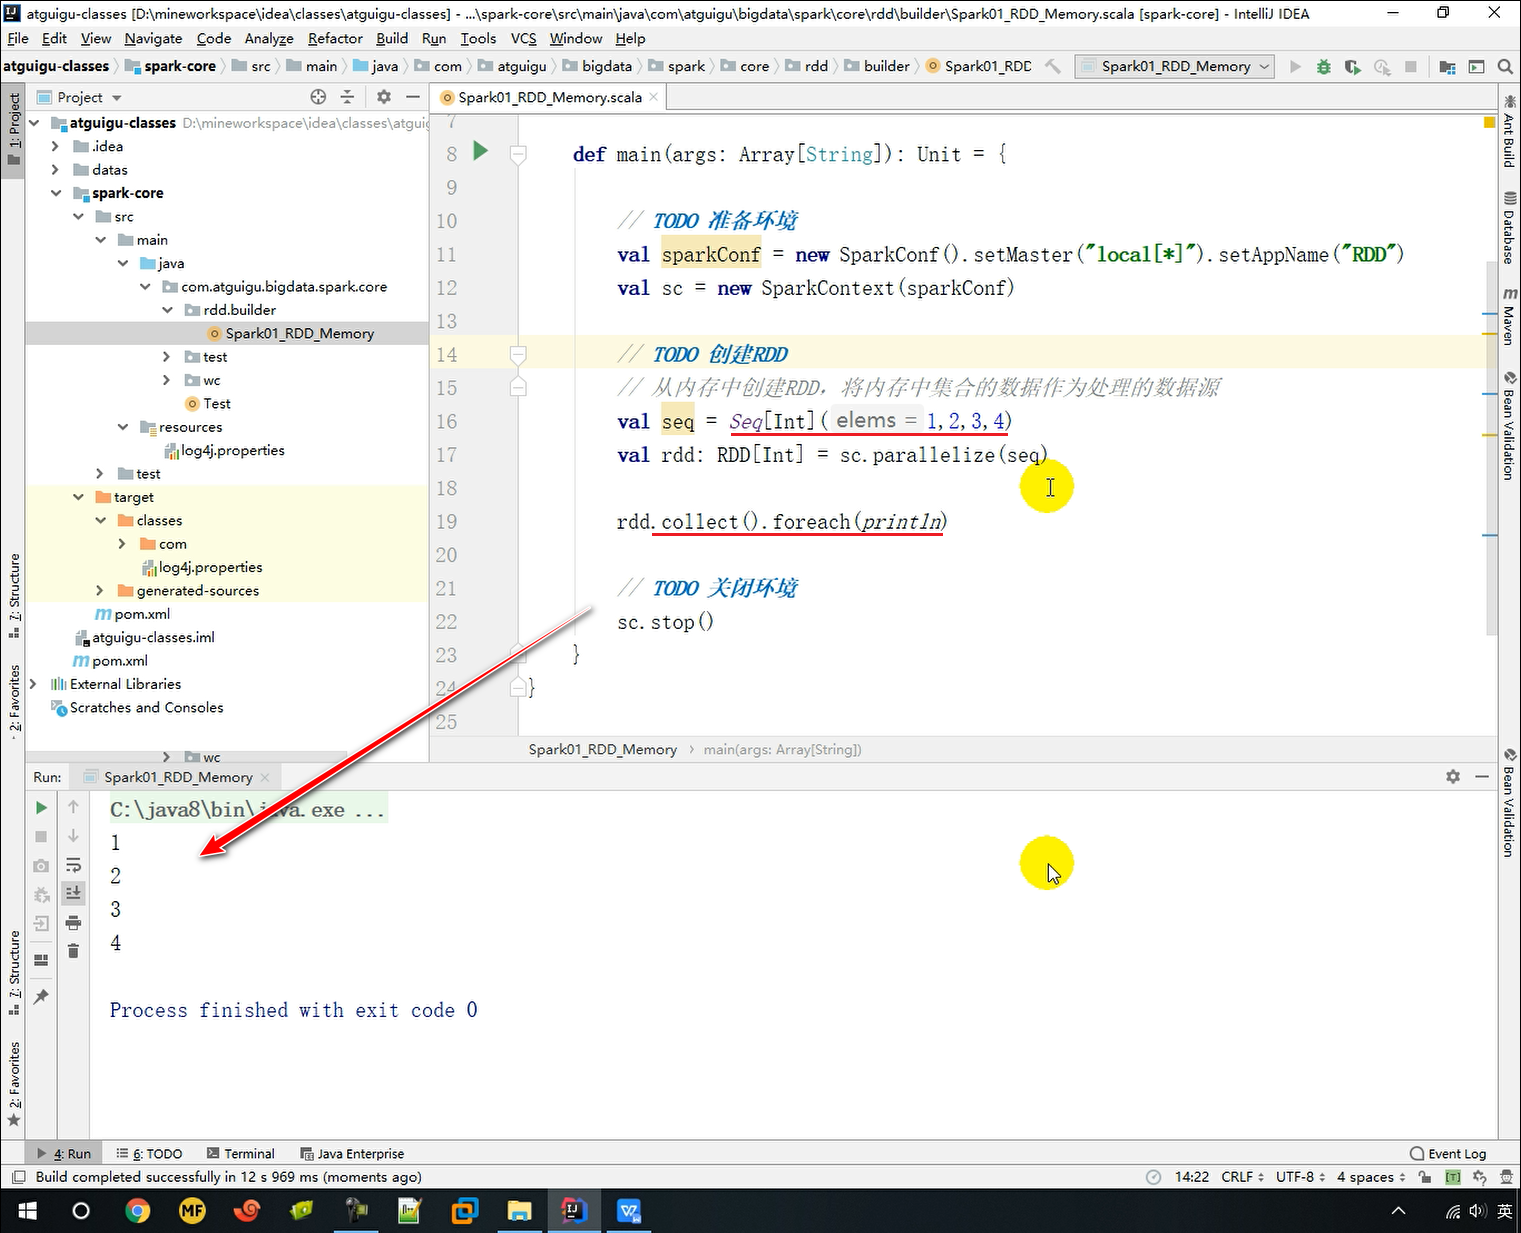 atguigu-classes [D:\mineworkspace\idea\classes\atguigu-classes] - ...\spark-core\src\main\java\com\atguigu\bigdata\spark\core\rdd\builder\Spark01_RDD_Memory.scala [spark-core] - IntelliJ IDEA
File Edit View Navigate Code Analyze Refactor Build Run Tools VCS Window Help
atguigu-classes spark-core src main java com atguigu bigdata spark core rdd builder Spark01_RDD Spark01_RDD_Memory
Project
Spark01_RDD_Memory.scala
1: Project
7: Structure
2: Favorites
7: Structure
2: Favorites
atguigu-classes D:\mineworkspace\idea\classes\atgui
.idea
datas
spark-core
src
main
java
com.atguigu.bigdata.spark.core
rdd.builder
Spark01_RDD_Memory
test
wc
Test
resources
log4j.properties
test
target
classes
com
log4j.properties
generated-sources
pom.xml
atguigu-classes.iml
pom.xml
External Libraries
Scratches and Consoles
wc
7
8 def main(args: Array[String]): Unit = {
9
10 // TODO 准备环境
11 val sparkConf = new SparkConf().setMaster("local[*]").setAppName("RDD")
12 val sc = new SparkContext(sparkConf)
13
14 // TODO 创建RDD
15 // 从内存中创建RDD，将内存中集合的数据作为处理的数据源
16 val seq = Seq[Int]( elems = 1,2,3,4)
17 val rdd: RDD[Int] = sc.parallelize(seq)
18
19 rdd.collect().foreach(println)
20
21 // TODO 关闭环境
22 sc.stop()
23 }
24 }
25
Spark01_RDD_Memory main(args: Array[String])
Ant Build
Database
Maven
Bean Validation
Bean Validation
Run: Spark01_RDD_Memory
C:\java8\bin\java.exe ...
1
2
3
4
Process finished with exit code 0
4: Run 6: TODO Terminal Java Enterprise Event Log
Build completed successfully in 12 s 969 ms (moments ago) 14:22 CRLF UTF-8 4 spaces
MF
英